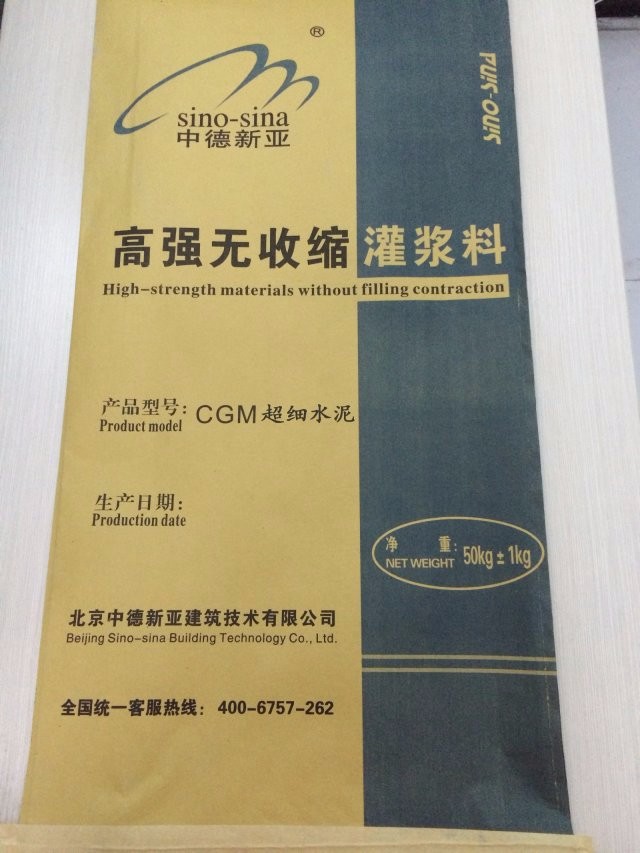 ®
sino-sina
中德新亚
sino-sina
高强无收缩灌浆料
High-strength materials without filling contraction
产品型号: CGM 超细水泥
Product model
生产日期:
Production date
净 重: 50kg±1kg
NET WEIGHT
北京中德新亚建筑技术有限公司
Beijing Sino-sina Building Technology Co., Ltd.
全国统一客服热线: 400-6757-262